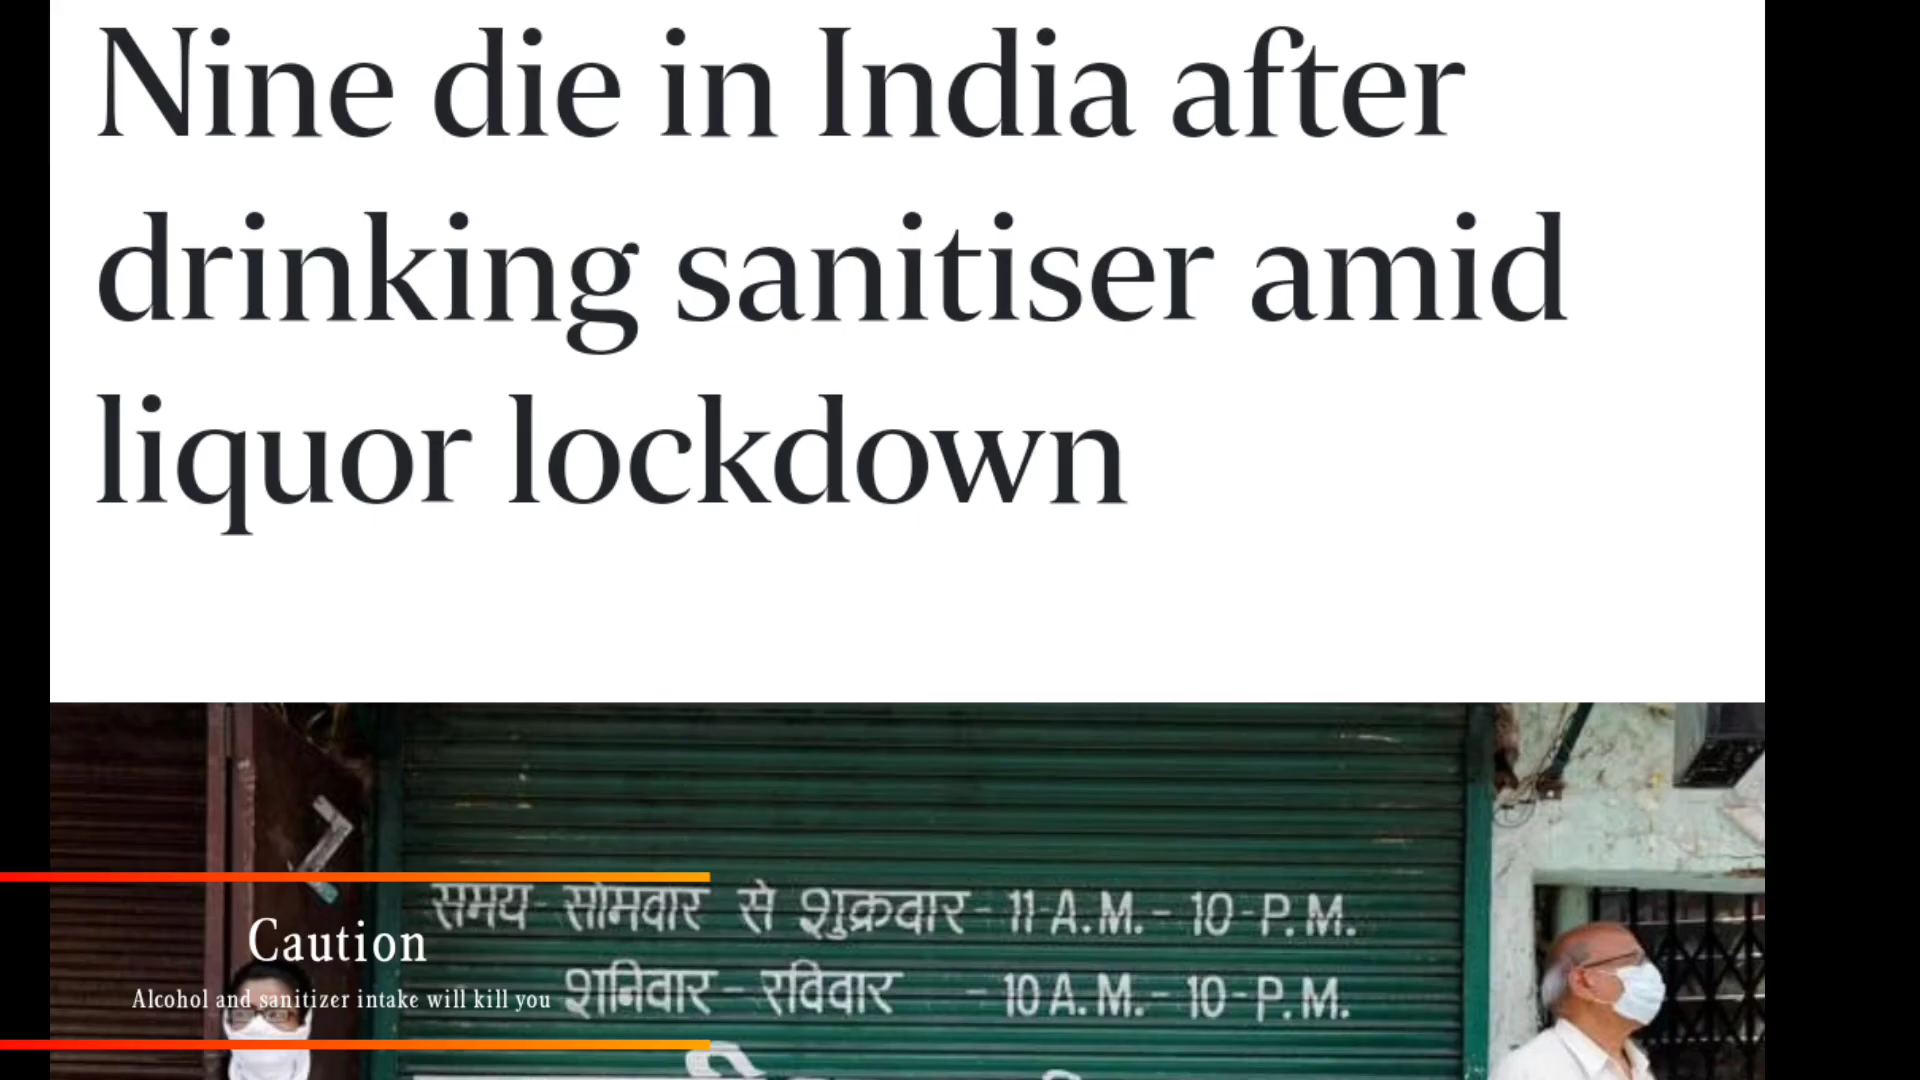 Nine die in India after
drinking sanitiser amid
liquor lockdown
समय- सोमवार से शुक्रवार- 11-A.M.- 10-P.M.
Caution
शनिवार- रविवार - 10 A.M.- 10-P.M.
Alcohol and sanitizer intake will kill you